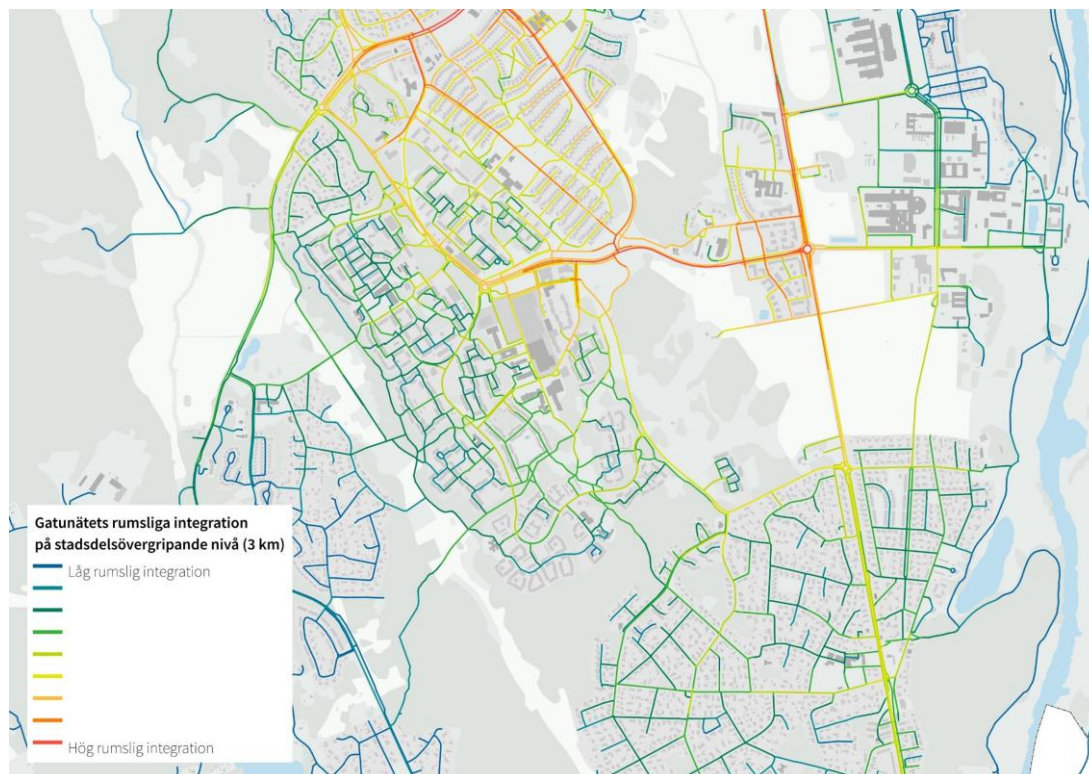 Gatunätets rumsliga integration
på stadsdelsövergripande nivå (3 km)
Låg rumslig integration
Hög rumslig integration